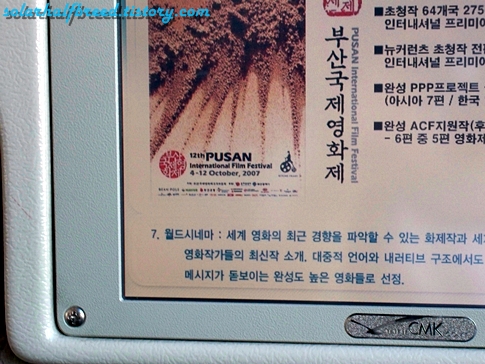 solarhalfbreed.history.com
12th PUSAN
International Film Festival
4-12 October, 2007
부산국제영화제
PUSAN International Film Festival
■초청작 64개국 275
인터내셔널 프리미어
■뉴커런츠 초청작 전
인터내셔널 프리미어
■완성 PPP프로젝트
(아시아 7편 / 한국
■완성 ACF지원작(후
- 6편 중 5편 영화제
7. 월드시네마 : 세계 영화의 최근 경향을 파악할 수 있는 화제작과 세
영화작가들의 최신작 소개. 대중적 언어와 내러티브 구조에서도
메시지가 돋보이는 완성도 높은 영화들로 선정.
CMK